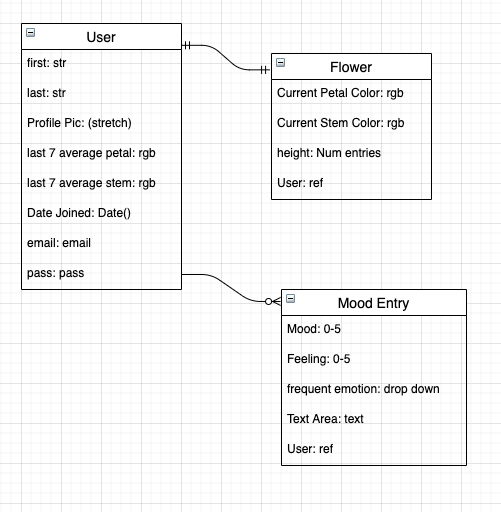 User
first: str
last: str
Profile Pic: (stretch)
last 7 average petal: rgb
last 7 average stem: rgb
Date Joined: Date()
email: email
pass: pass
Flower
Current Petal Color: rgb
Current Stem Color: rgb
height: Num entries
User: ref
Mood Entry
Mood: 0-5
Feeling: 0-5
frequent emotion: drop down
Text Area: text
User: ref